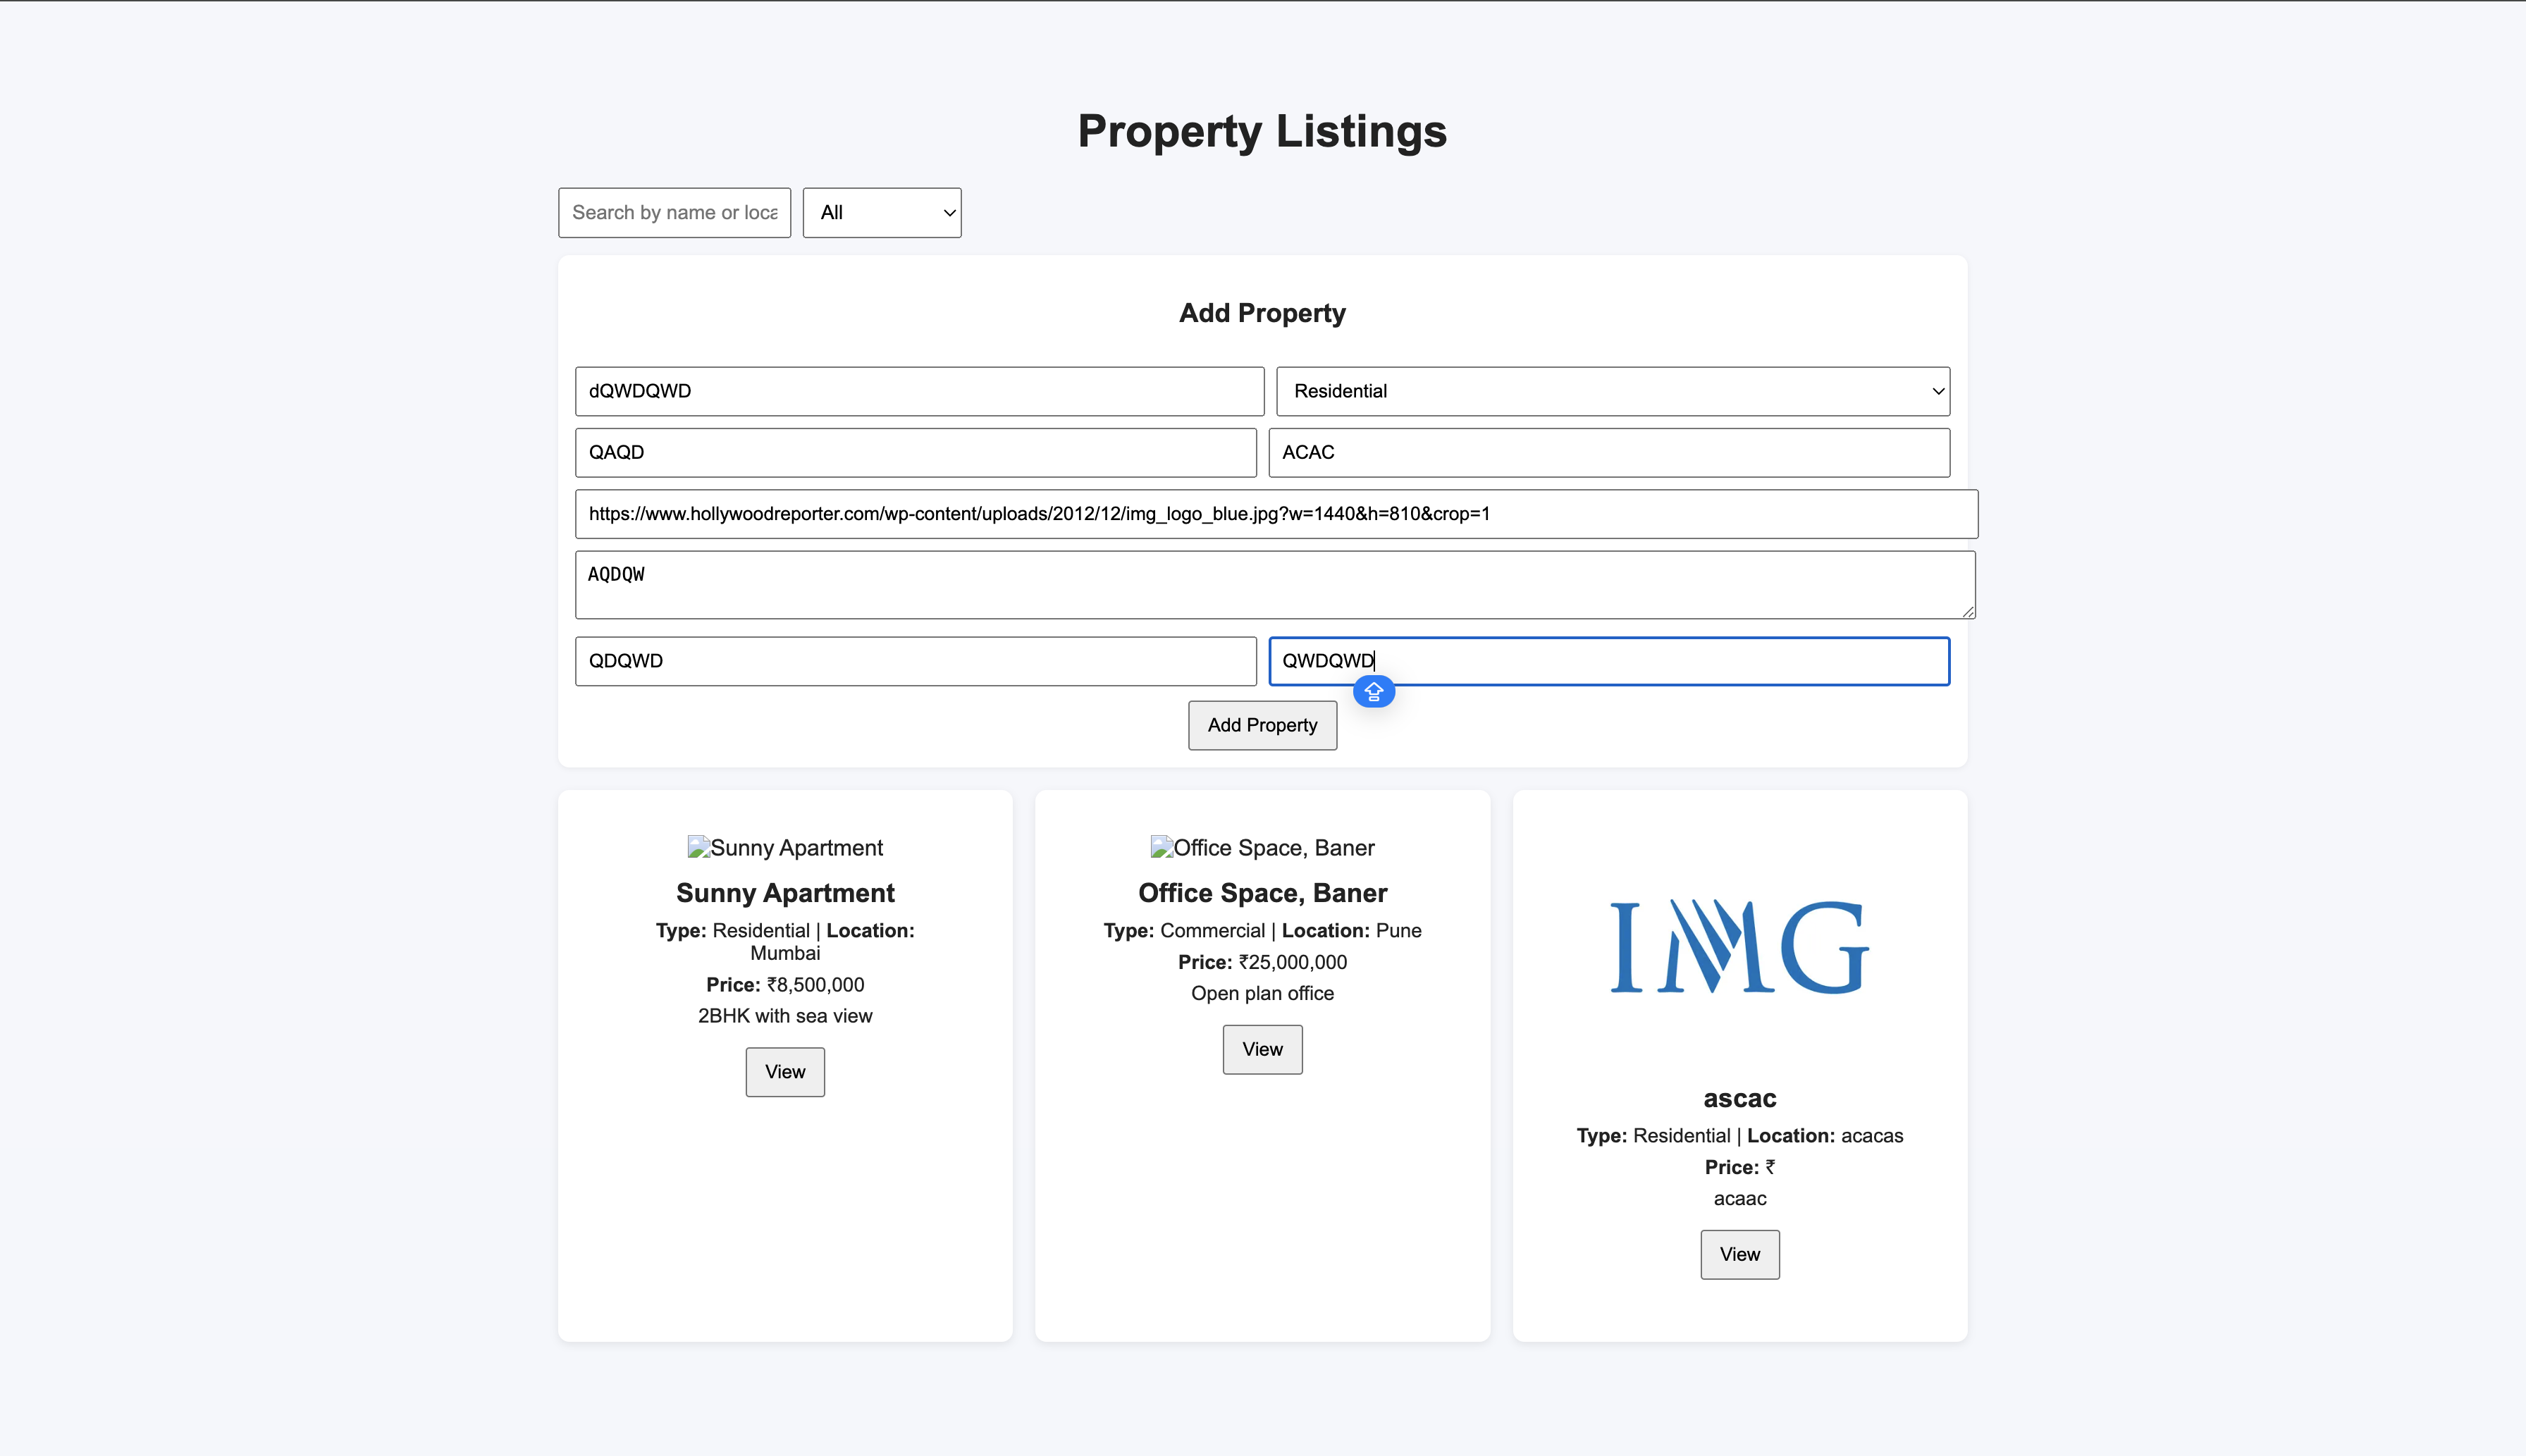 Property Listings
Search by name or loca
All
Add Property
dQWDQWD
Residential
QAQD
ACAC
https://www.hollywoodreporter.com/wp-content/uploads/2012/12/img_logo_blue.jpg?w=1440&h=810&crop=1
AQDQW
QDQWD
QWDQWD
Add Property
Sunny Apartment
Sunny Apartment
Type: Residential | Location:
Mumbai
Price: ₹8,500,000
2BHK with sea view
View
Office Space, Baner
Office Space, Baner
Type: Commercial | Location: Pune
Price: ₹25,000,000
Open plan office
View
IMG
ascac
Type: Residential | Location: acacas
Price: ₹
acaac
View